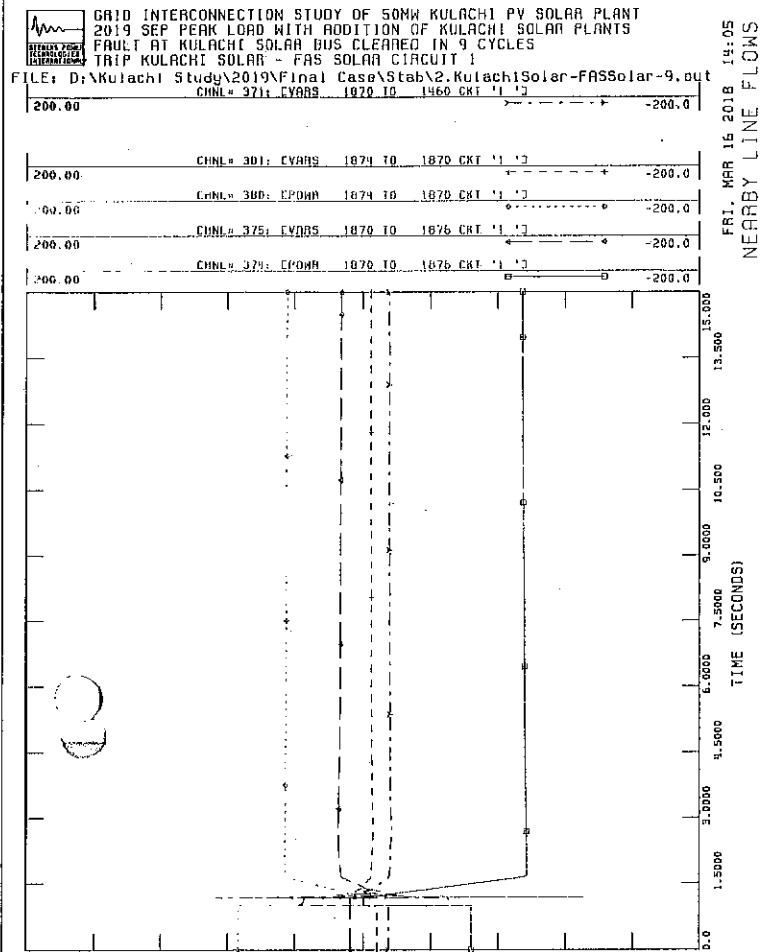 GRID INTERCONNECTION STUDY OF 50MW KULACHI PV SOLAR PLANT
2019 SEP PEAK LOAD WITH ADDITION OF KULACHI SOLAR PLANTS
FAULT AT KULACHI SOLAR BUS CLEARED IN 9 CYCLES
TRIP KULACHI SOLAR - FAS SOLAR CIRCUIT 1
FILE: D:\Kulachi Study\2019\Final Case\Stab\2.KulachiSolar-FASSolar-9.out
CHNL# 371: [VARS 1870 TO 1460 CKT '1 ']
200.00 -200.0
CHNL# 381: [VARS 1874 TO 1870 CKT '1 ']
200.00 -200.0
CHNL# 380: [POWR 1874 TO 1870 CKT '1 ']
200.00 -200.0
CHNL# 375: [VARS 1870 TO 1876 CKT '1 ']
200.00 -200.0
CHNL# 374: [POWR 1870 TO 1876 CKT '1 ']
200.00 -200.0
FRI, MAR 16 2018 14:05
NEARBY LINE FLOWS
15.000
13.500
12.000
10.500
9.0000
7.5000
6.0000
4.5000
3.0000
1.5000
0.0
TIME (SECONDS)